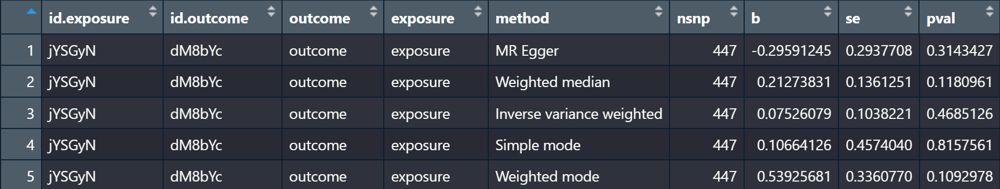 id.exposure id.outcome outcome exposure method nsnp b se pval
1 jYSGyN dM8bYc outcome exposure MR Egger 447 -0.29591245 0.2937708 0.3143427
2 jYSGyN dM8bYc outcome exposure Weighted median 447 0.21273831 0.1361251 0.1180961
3 jYSGyN dM8bYc outcome exposure Inverse variance weighted 447 0.07526079 0.1038221 0.4685126
4 jYSGyN dM8bYc outcome exposure Simple mode 447 0.10664126 0.4574040 0.8157561
5 jYSGyN dM8bYc outcome exposure Weighted mode 447 0.53925681 0.3360770 0.1092978